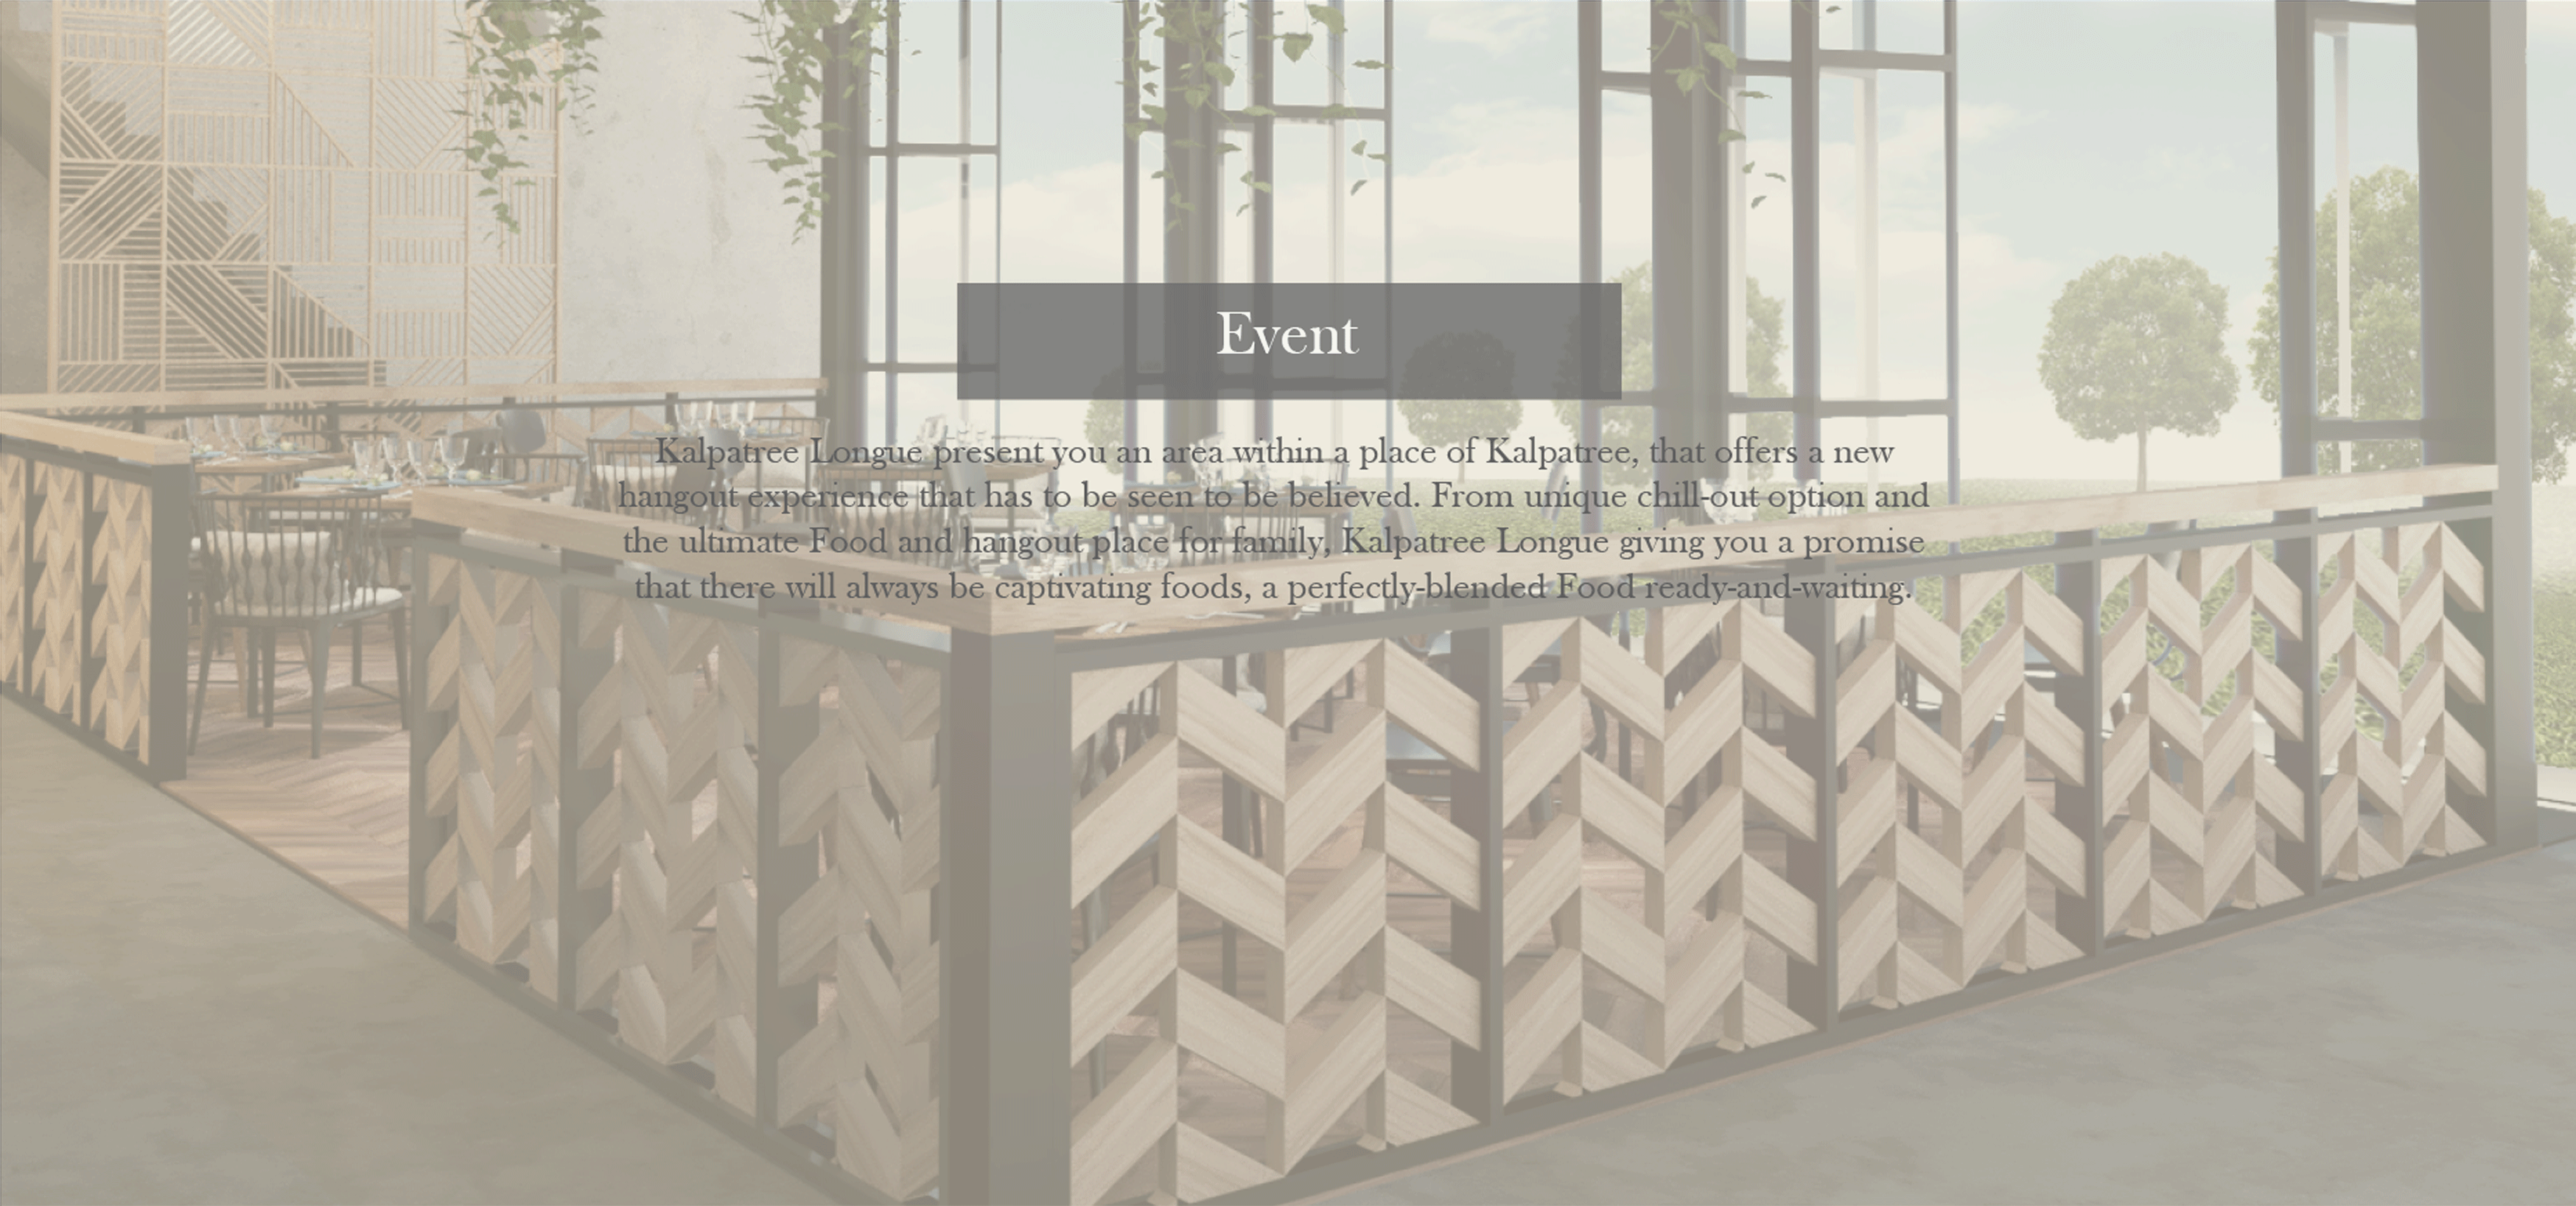 Event
Kalpatree Longue present you an area within a place of Kalpatree, that offers a new
hangout experience that has to be seen to be believed. From unique chill-out option and
the ultimate Food and hangout place for family, Kalpatree Longue giving you a promise
that there will always be captivating foods, a perfectly-blended Food ready-and-waiting.